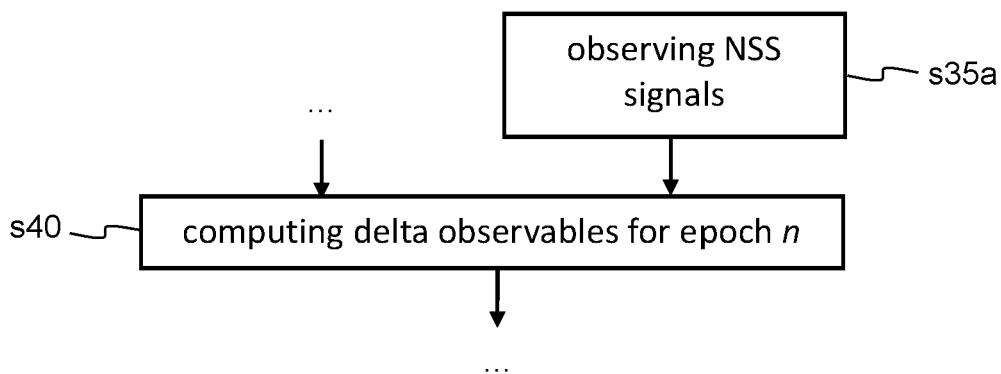 observing NSS
signals
s35a
...
s40
computing delta observables for epoch n
...